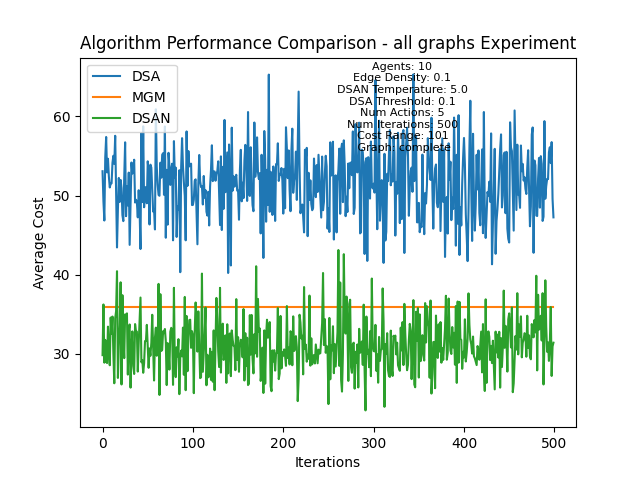 Algorithm Performance Comparison - all graphs Experiment
DSA
MGM
DSAN
Agents: 10
Edge Density: 0.1
DSAN Temperature: 5.0
DSA Threshold: 0.1
Num Actions: 5
Num Iterations: 500
Cost Range: 101
Graph: complete
Average Cost
60
50
40
30
0 100 200 300 400 500
Iterations